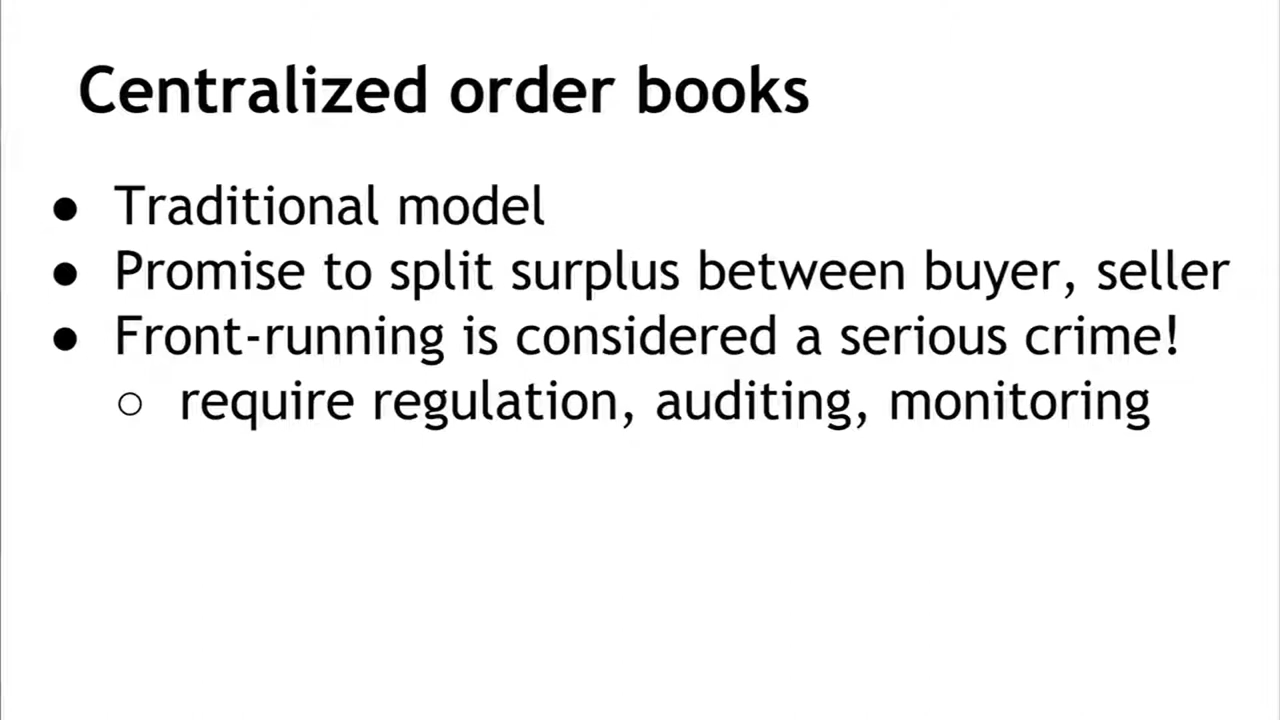 Centralized order books
● Traditional model
● Promise to split surplus between buyer, seller
● Front-running is considered a serious crime!
○ require regulation, auditing, monitoring